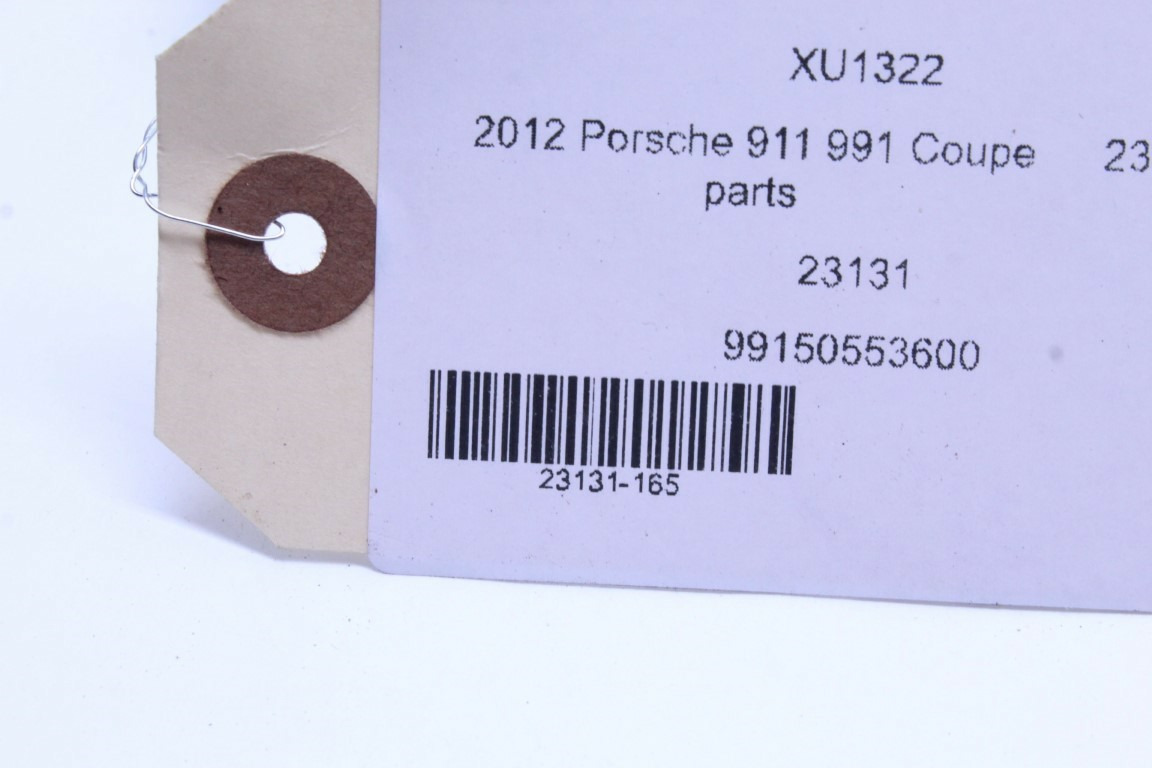 XU1322
2012 Porsche 911 991 Coupe 23
parts
23131
99150553600
23131-165